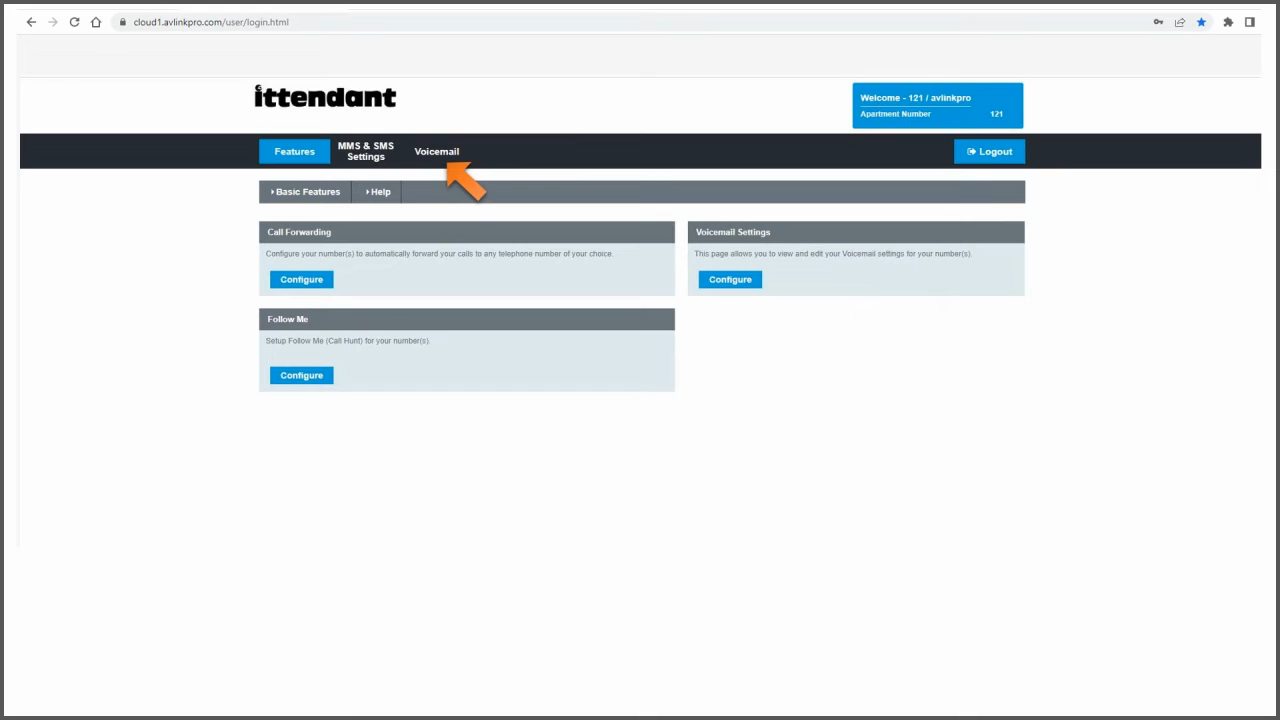 cloud1.avlinkpro.com/user/login.html
ittendant
Welcome - 121 / avlinkpro
Apartment Number 121
Features
MMS & SMS
Settings
Voicemail
Logout
Basic Features
Help
Call Forwarding
Configure your number(s) to automatically forward your calls to any telephone number of your choice.
Configure
Voicemail Settings
This page allows you to view and edit your Voicemail settings for your number(s).
Configure
Follow Me
Setup Follow Me (Call Hunt) for your number(s).
Configure